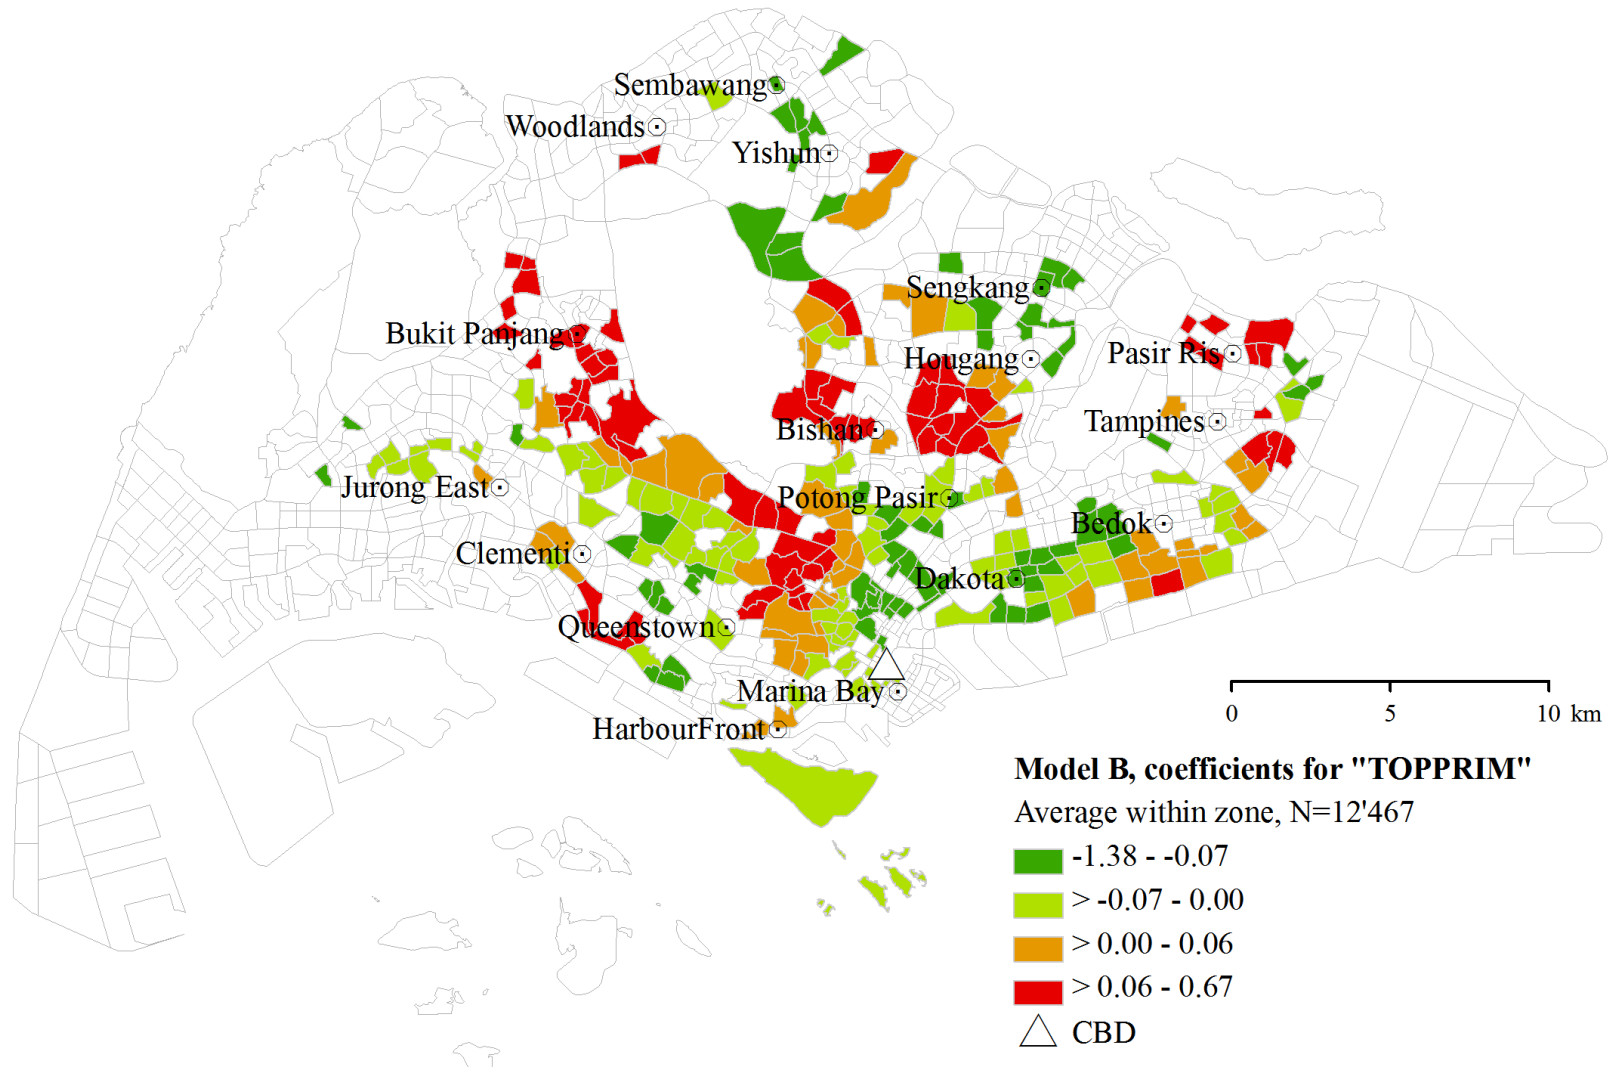 Sembawang
Woodlands
Yishun
Sengkang
Bukit Panjang
Hougang
Pasir Ris
Tampines
Bishan
Jurong East
Potong Pasir
Bedok
Clementi
Dakota
Queenstown
Marina Bay
HarbourFront
0 5 10 km
Model B, coefficients for "TOPPRIM"
Average within zone, N=12'467
-1.38 - -0.07
> -0.07 - 0.00
> 0.00 - 0.06
> 0.06 - 0.67
CBD